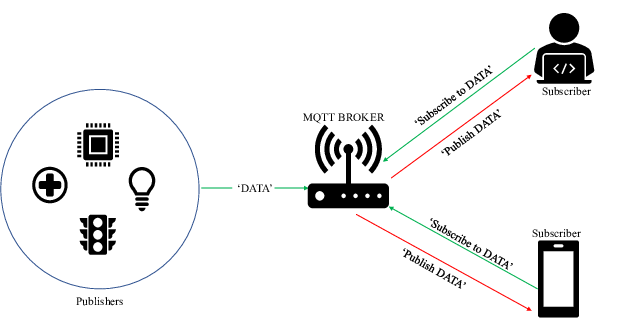 Subscriber
MQTT BROKER
‘Subscribe to DATA’
‘Publish DATA’
‘DATA’
Subscriber
‘Subscribe to DATA’
‘Publish DATA’
Publishers